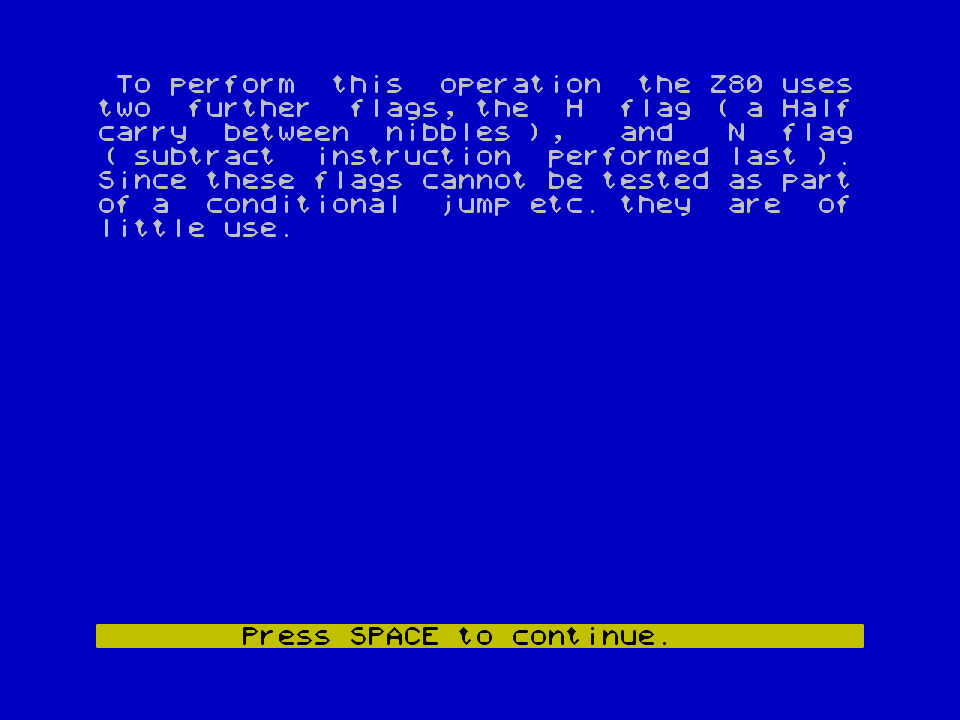 To perform this operation the Z80 uses
two further flags, the H flag ( a Half
carry between nibbles ), and N flag
( subtract instruction performed last ).
Since these flags cannot be tested as part
of a conditional jump etc. they are of
little use.
Press SPACE to continue.